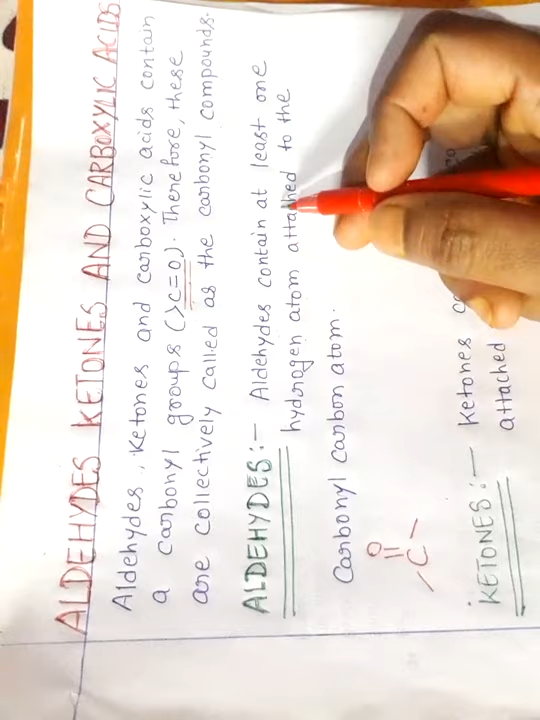 ALDEHYDES KETONES AND CARBOXYLIC ACIDS
Aldehydes, Ketones and carboxylic acids contain
a carbonyl groups (>C=O). Therefore, these
are collectively called as the carbonyl compounds.
ALDEHYDES:- Aldehydes contain at least one
hydrogen atom attached to the
Carbonyl Carbon atom.
O
C
KETONES:- Ketones
attached